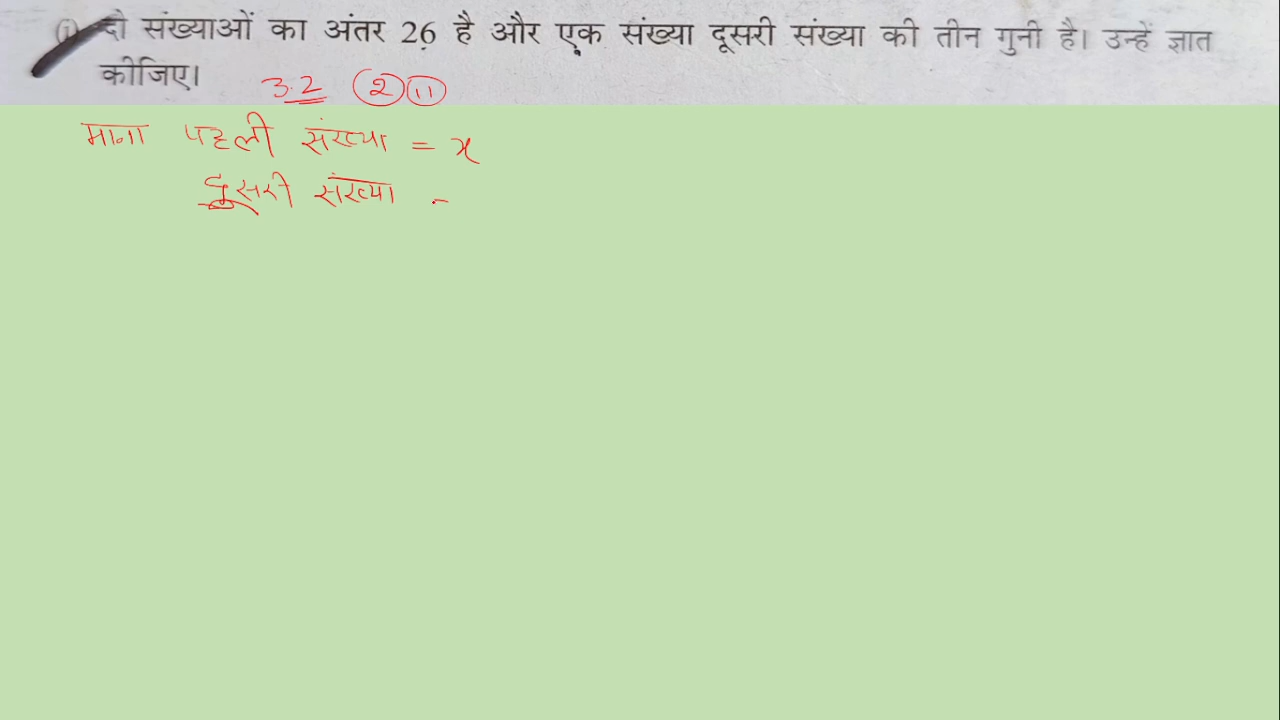 (i) दो संख्याओं का अंतर 26 है और एक संख्या दूसरी संख्या की तीन गुनी है। उन्हें ज्ञात
कीजिए।
3.2 (2) (ii)
माना पहली संख्या = x
दूसरी संख्या -